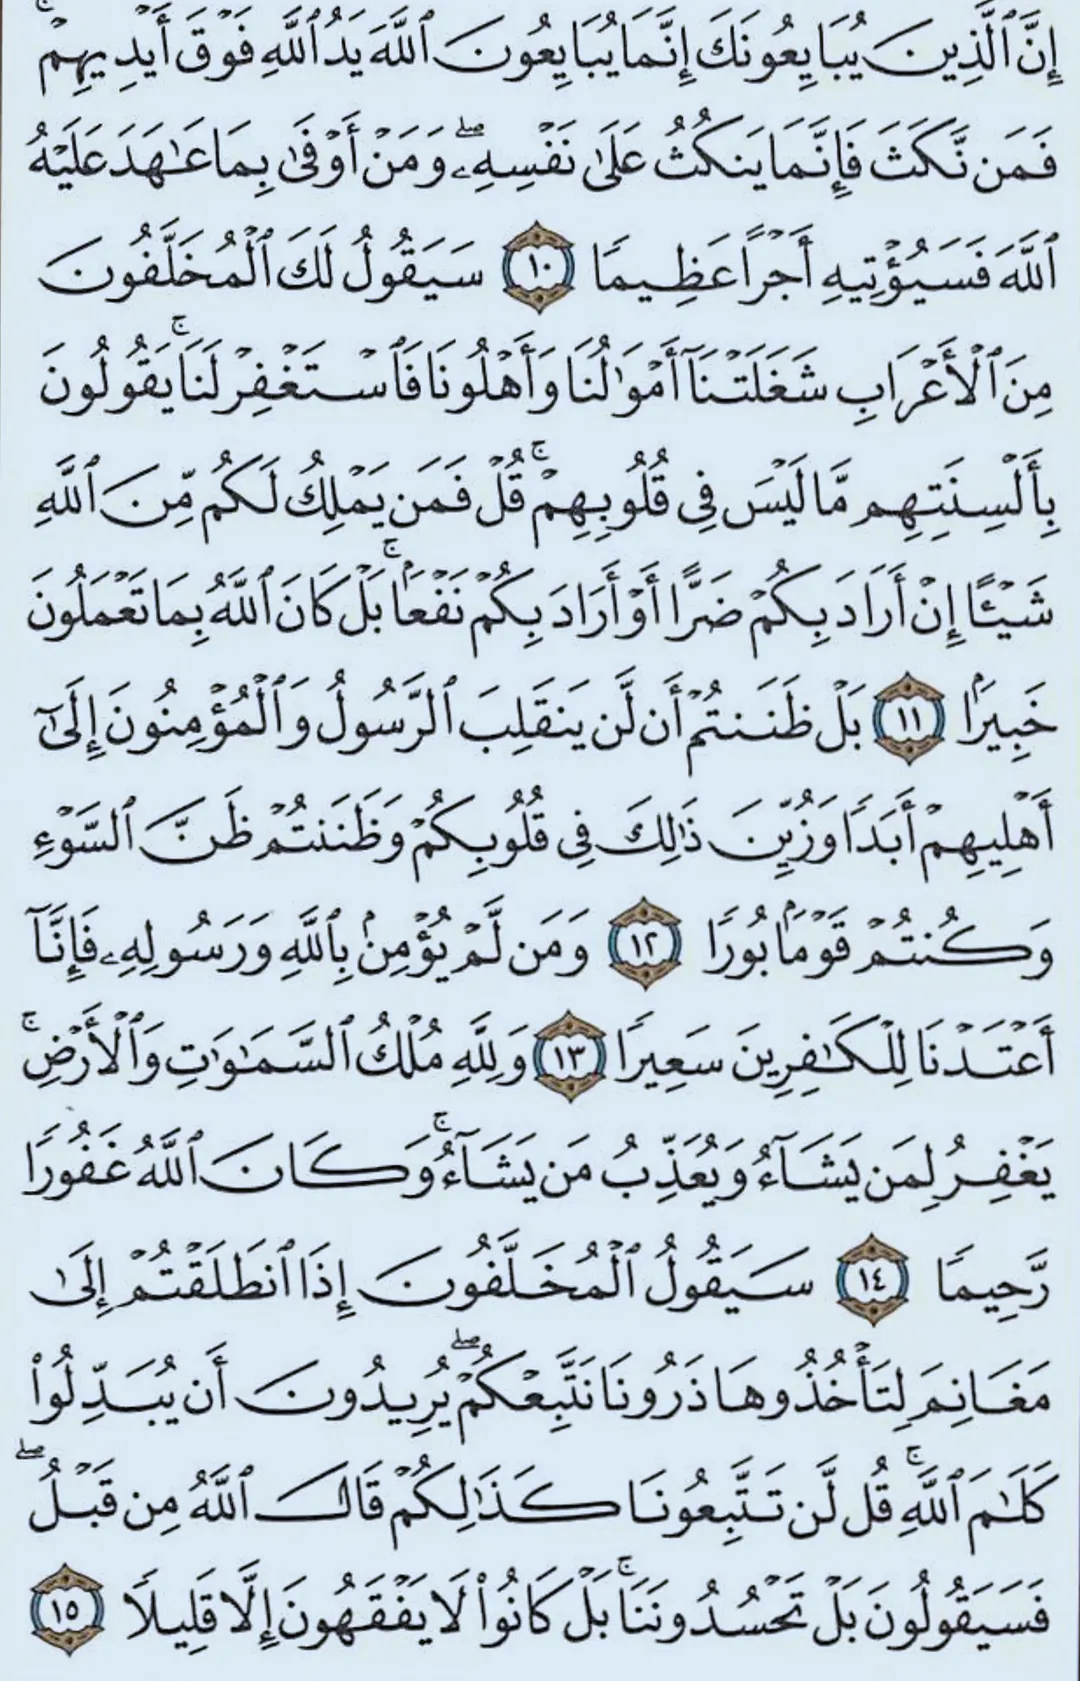 إِنَّ ٱلَّذِينَ يُبَايِعُونَكَ إِنَّمَا يُبَايِعُونَ ٱللَّهَ يَدُ ٱللَّهِ فَوۡقَ أَيۡدِيهِمۡۚ
فَمَن نَّكَثَ فَإِنَّمَا يَنكُثُ عَلَىٰ نَفۡسِهِۦۖ وَمَنۡ أَوۡفَىٰ بِمَا عَٰهَدَ عَلَيۡهُ
ٱللَّهَ فَسَيُؤۡتِيهِ أَجۡرًا عَظِيمٗا ١٠ سَيَقُولُ لَكَ ٱلۡمُخَلَّفُونَ
مِنَ ٱلۡأَعۡرَابِ شَغَلَتۡنَآ أَمۡوَٰلُنَا وَأَهۡلُونَا فَٱسۡتَغۡفِرۡ لَنَاۚ يَقُولُونَ
بِأَلۡسِنَتِهِم مَّا لَيۡسَ فِي قُلُوبِهِمۡۚ قُلۡ فَمَن يَمۡلِكُ لَكُم مِّنَ ٱللَّهِ
شَيۡـًٔا إِنۡ أَرَادَ بِكُمۡ ضَرًّا أَوۡ أَرَادَ بِكُمۡ نَفۡعَۢاۚ بَلۡ كَانَ ٱللَّهُ بِمَا تَعۡمَلُونَ
خَبِيرَۢا ١١ بَلۡ ظَنَنتُمۡ أَن لَّن يَنقَلِبَ ٱلرَّسُولُ وَٱلۡمُؤۡمِنُونَ إِلَىٰٓ
أَهۡلِيهِمۡ أَبَدٗا وَزُيِّنَ ذَٰلِكَ فِي قُلُوبِكُمۡ وَظَنَنتُمۡ ظَنَّ ٱلسَّوۡءِ
وَكُنتُمۡ قَوۡمَۢا بُورٗا ١٢ وَمَن لَّمۡ يُؤۡمِنۢ بِٱللَّهِ وَرَسُولِهِۦ فَإِنَّآ
أَعۡتَدۡنَا لِلۡكَٰفِرِينَ سَعِيرٗا ١٣ وَلِلَّهِ مُلۡكُ ٱلسَّمَٰوَٰتِ وَٱلۡأَرۡضِۚ
يَغۡفِرُ لِمَن يَشَآءُ وَيُعَذِّبُ مَن يَشَآءُۚ وَكَانَ ٱللَّهُ غَفُورٗا
رَّحِيمٗا ١٤ سَيَقُولُ ٱلۡمُخَلَّفُونَ إِذَا ٱنطَلَقۡتُمۡ إِلَىٰ
مَغَانِمَ لِتَأۡخُذُوهَا ذَرُونَا نَتَّبِعۡكُمۡۖ يُرِيدُونَ أَن يُبَدِّلُواْ
كَلَٰمَ ٱللَّهِۚ قُل لَّن تَتَّبِعُونَا كَذَٰلِكُمۡ قَالَ ٱللَّهُ مِن قَبۡلُۖ
فَسَيَقُولُونَ بَلۡ تَحۡسُدُونَنَاۚ بَلۡ كَانُواْ لَا يَفۡقَهُونَ إِلَّا قَلِيلٗا ١٥